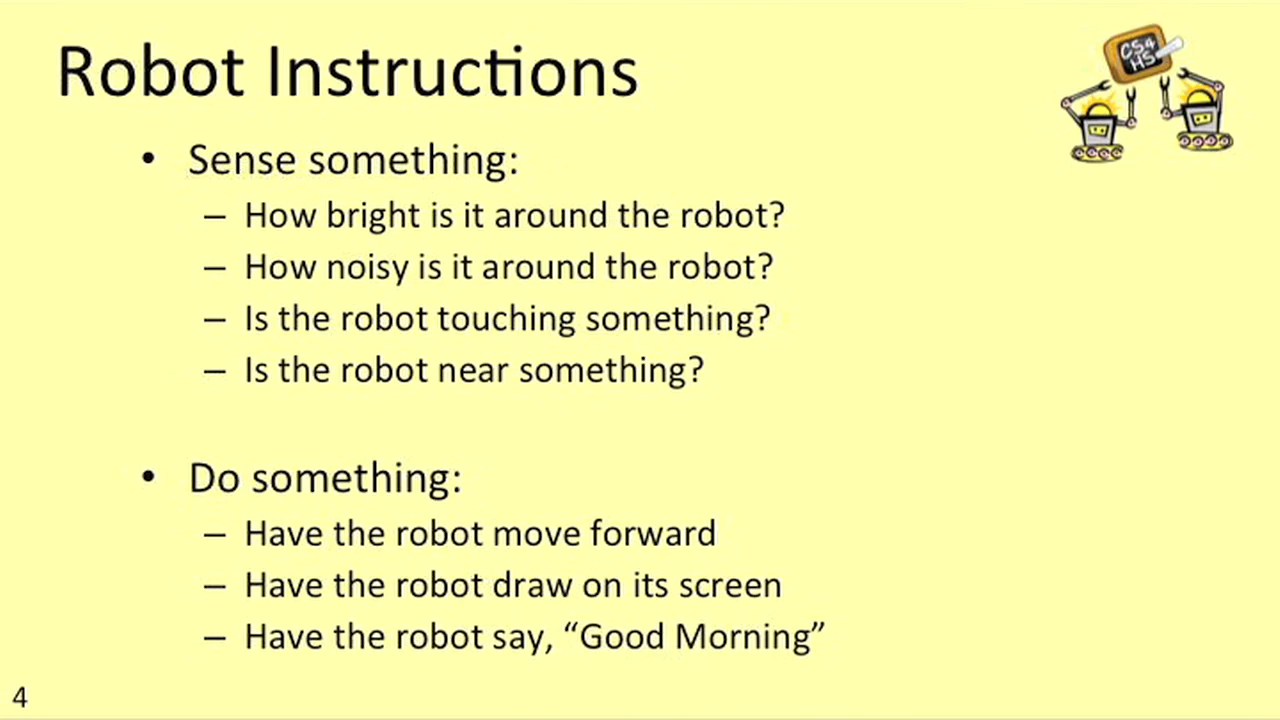 Robot Instructions
CS4
HS
• Sense something:
– How bright is it around the robot?
– How noisy is it around the robot?
– Is the robot touching something?
– Is the robot near something?
• Do something:
– Have the robot move forward
– Have the robot draw on its screen
– Have the robot say, “Good Morning”
4